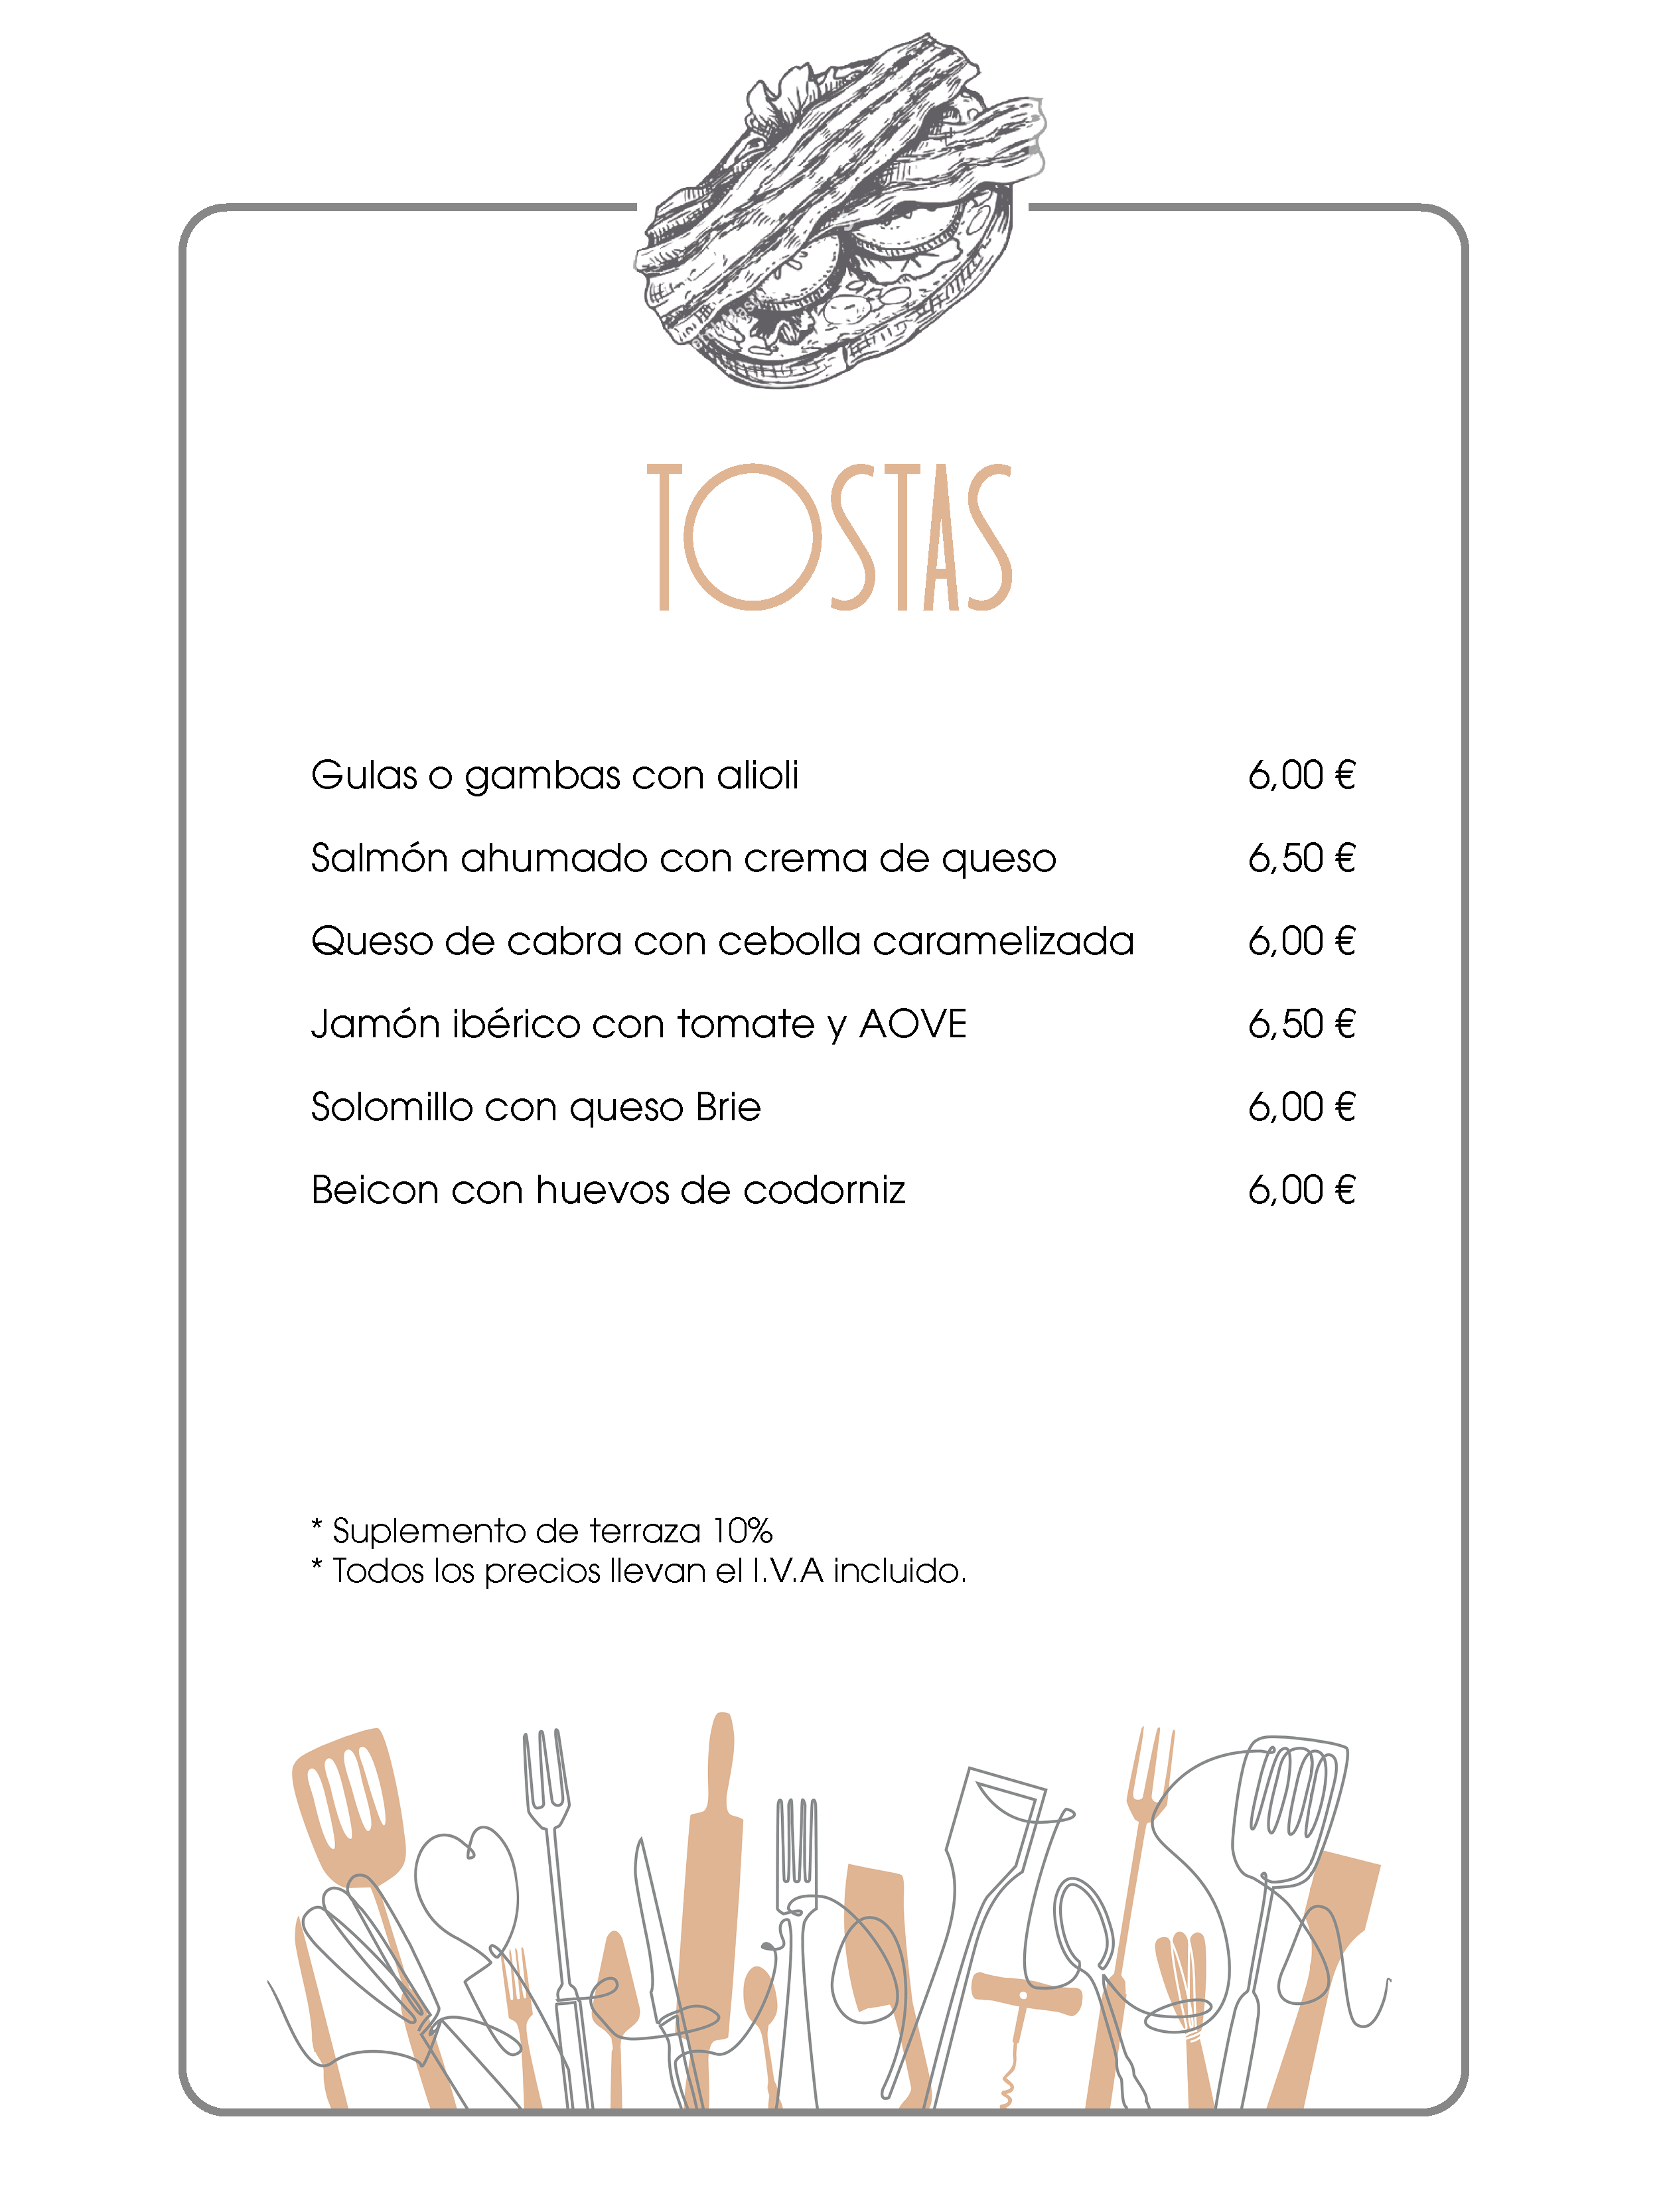 TOSTAS
Gulas o gambas con alioli 6,00 €
Salmón ahumado con crema de queso 6,50 €
Queso de cabra con cebolla caramelizada 6,00 €
Jamón ibérico con tomate y AOVE 6,50 €
Solomillo con queso Brie 6,00 €
Beicon con huevos de codorniz 6,00 €
* Suplemento de terraza 10%
* Todos los precios llevan el I.V.A incluido.